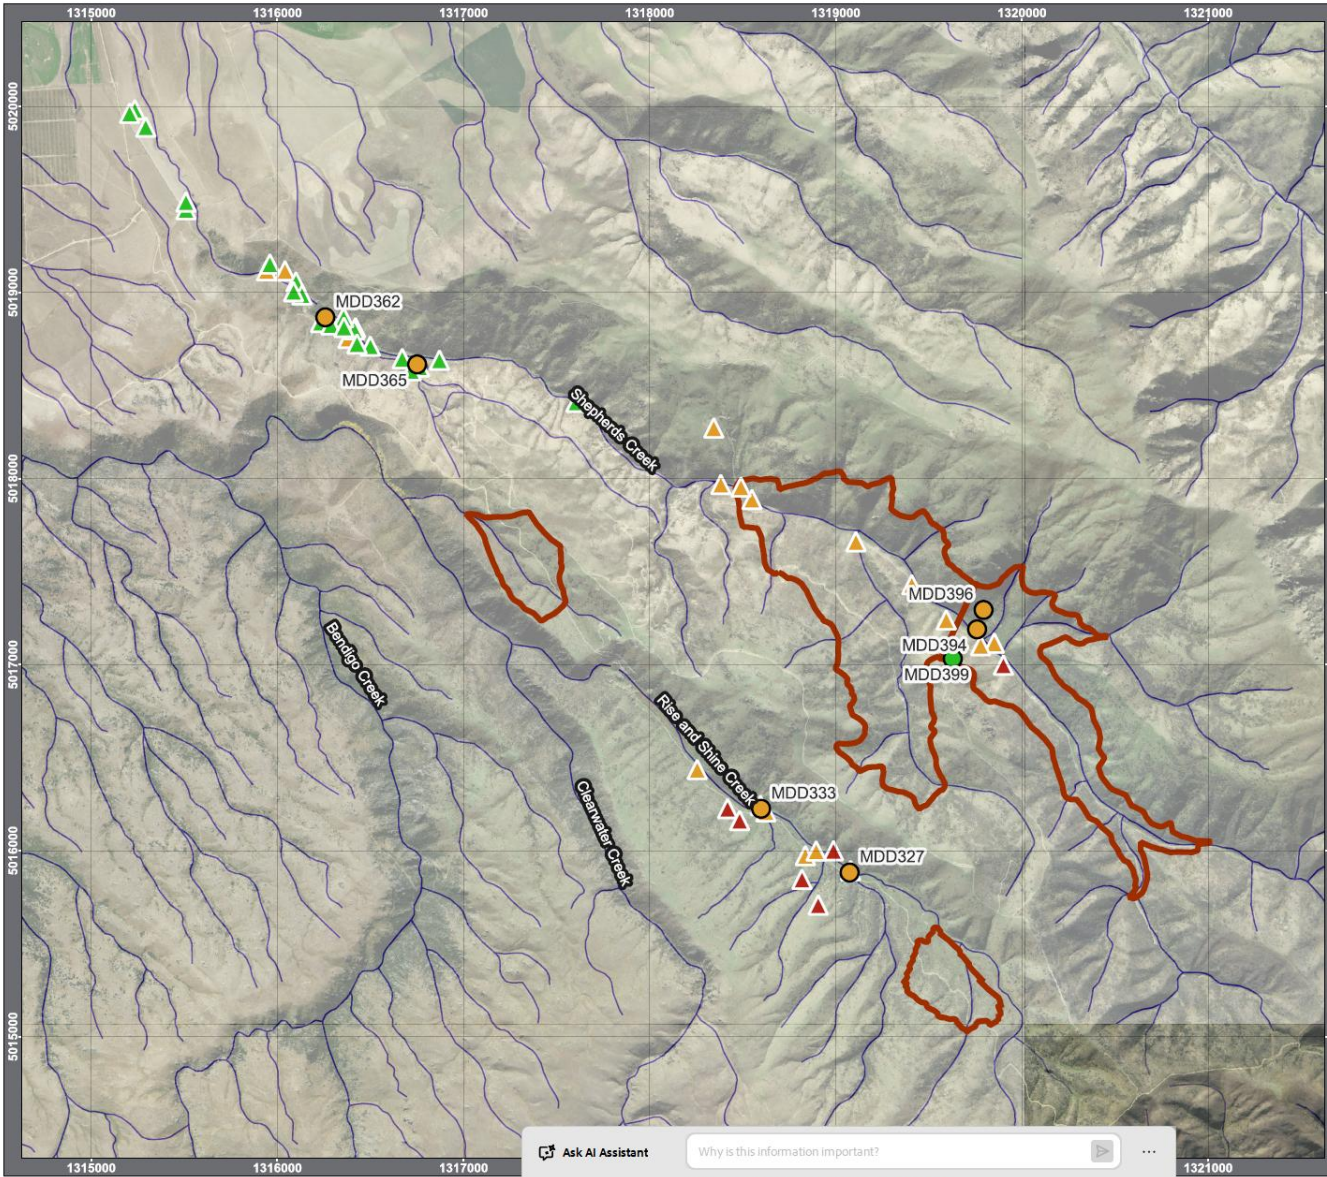 1315000 1316000 1317000 1318000 1319000 1320000 1321000
5020000
5019000
MDD362
MDD365
Shepherds Creek
5018000
MDD396
MDD394
MDD399
5017000
Bendigo Creek
Rise and Shine Creek
MDD333
Clearwater Creek
5016000
MDD327
5015000
Ask AI Assistant
Why is this information important?
...
1315000 1316000 1317000 1321000